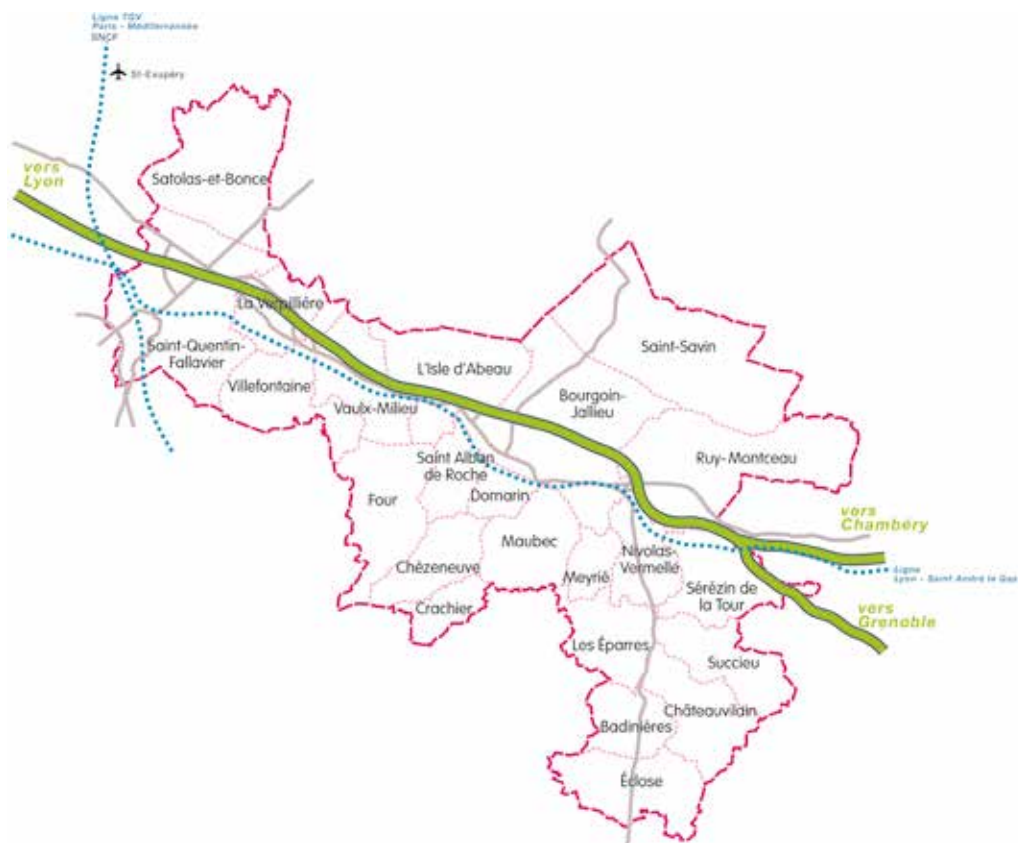 Ligne TGV
Paris - Méditerrannée
SNCF
St-Exupéry
vers
Lyon
Satolas-et-Bonce
La Verpillière
Saint-Quentin-
Fallavier
Villefontaine
L'Isle d'Abeau
Saint-Savin
Bourgoin-
Jallieu
Vaulx-Milieu
Ruy-Montceau
Saint Alban
de Roche
Four
Domarin
vers
Chambéry
Maubec
Chèzeneuve
Meyrié
Nivolas-
Vermelle
Ligne
Lyon - Saint André le Gaz
Sérézin de
la Tour
Crachier
vers
Grenoble
Les Éparres
Succieu
Châteauvilain
Badinières
Éclose